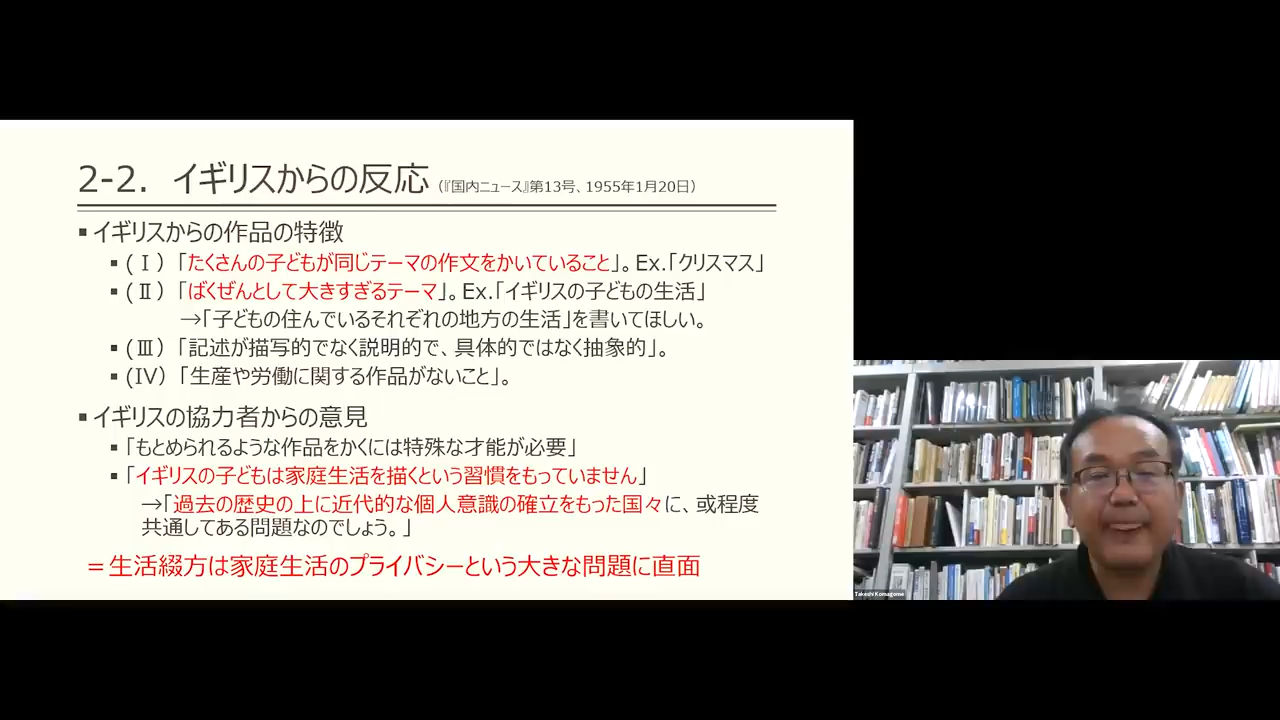 2-2. イギリスからの反応（『国内ニュース』第13号、1955年1月20日）
▪イギリスからの作品の特徴
▪(Ⅰ) 「たくさんの子どもが同じテーマの作文をかいていること」。Ex.「クリスマス」
▪(Ⅱ) 「ばくぜんとして大きすぎるテーマ」。Ex.「イギリスの子どもの生活」
→「子どもの住んでいるそれぞれの地方の生活」を書いてほしい。
▪(Ⅲ) 「記述が描写的でなく説明的で、具体的ではなく抽象的」。
▪(Ⅳ) 「生産や労働に関する作品がないこと」。
▪イギリスの協力者からの意見
▪「もとめられるような作品をかくには特殊な才能が必要」
▪「イギリスの子どもは家庭生活を描くという習慣をもっていません」
→「過去の歴史の上に近代的な個人意識の確立をもった国々に、或程度
共通してある問題なのでしょう。」
＝生活綴方は家庭生活のプライバシーという大きな問題に直面
Takeshi Komagome